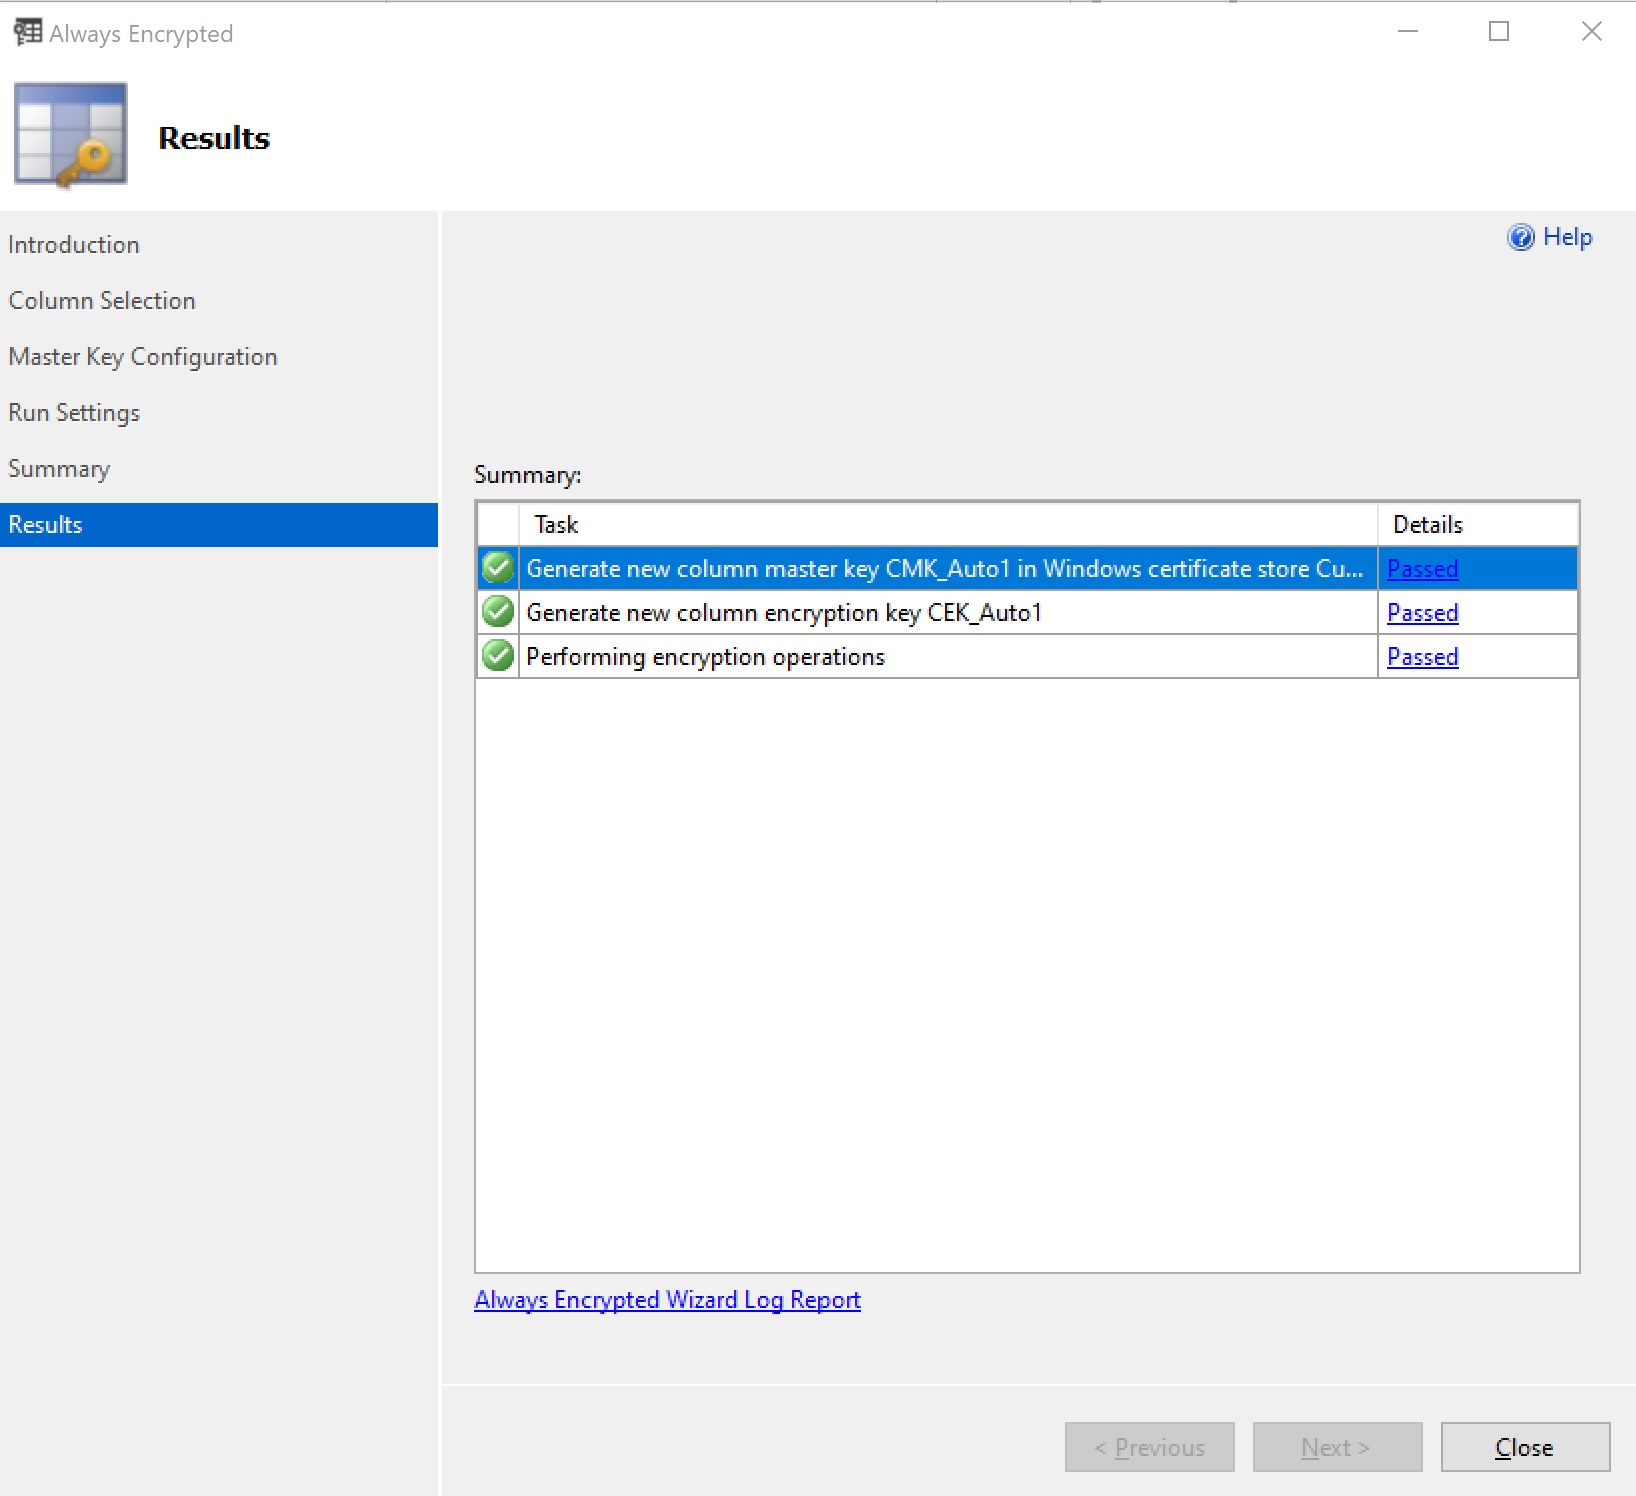 Always Encrypted
Results
Introduction
Column Selection
Master Key Configuration
Run Settings
Summary
Results
Help
Summary:
Task Details
Generate new column master key CMK_Auto1 in Windows certificate store Cu... Passed
Generate new column encryption key CEK_Auto1 Passed
Performing encryption operations Passed
Always Encrypted Wizard Log Report
< Previous Next > Close